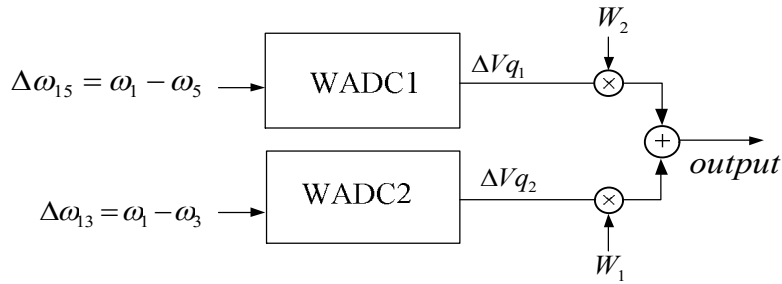 W₂
Δω₁₅ = ω₁ − ω₅
WADC1
ΔVq₁
×
+
output
Δω₁₃ = ω₁ − ω₃
WADC2
ΔVq₂
×
W₁